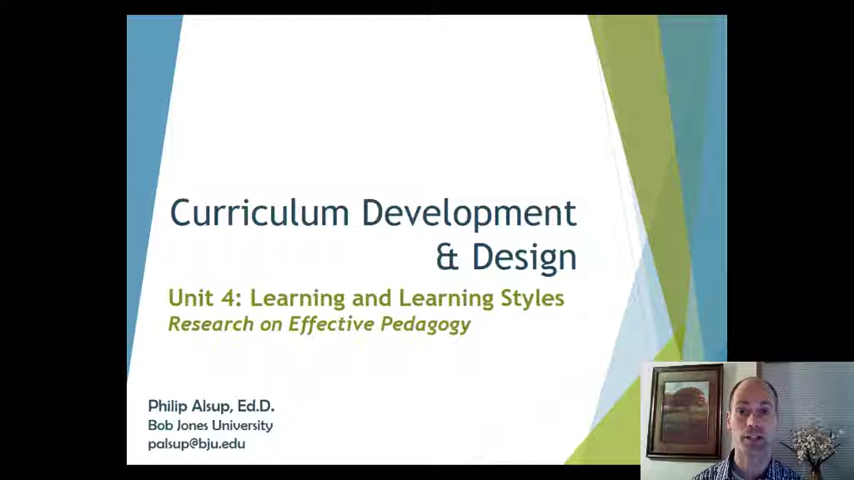 Curriculum Development
& Design
Unit 4: Learning and Learning Styles
Research on Effective Pedagogy
Philip Alsup, Ed.D.
Bob Jones University
palsup@bju.edu